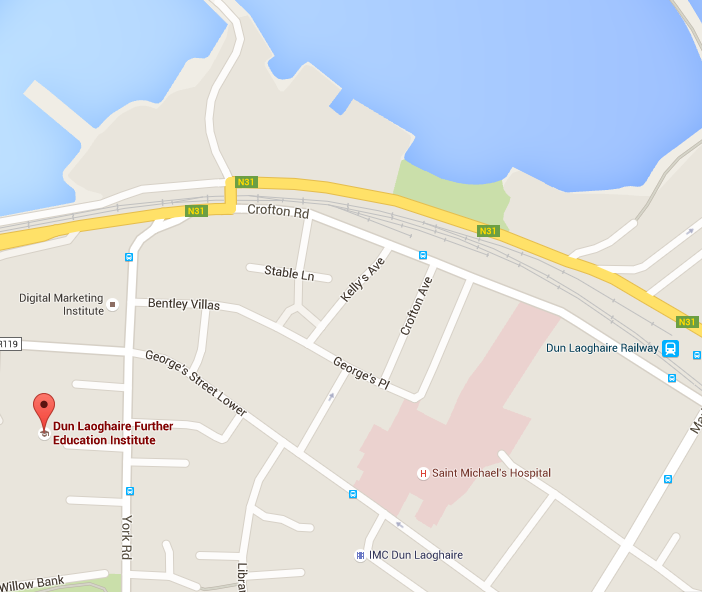 N31
N31
Crofton Rd
N31
Stable Ln
Kelly's Ave
Digital Marketing
Institute
Bentley Villas
Crofton Ave
N31
R119
Dun Laoghaire Railway
George's Street Lower
George's Pl
Dun Laoghaire Further
Education Institute
H
Saint Michael's Hospital
York Rd
IMC Dun Laoghaire
Willow Bank